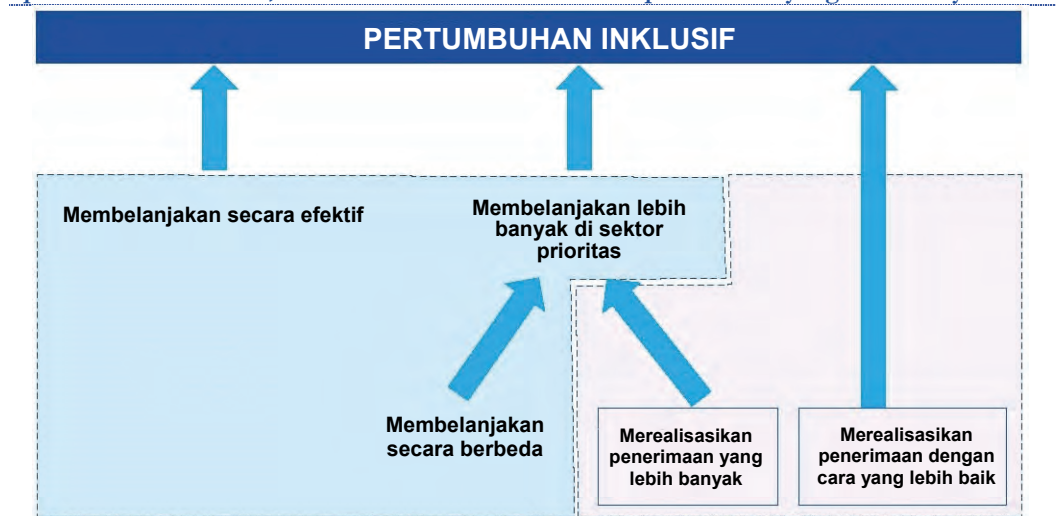 PERTUMBUHAN INKLUSIF
Membelanjakan secara efektif
Membelanjakan lebih
banyak di sektor
prioritas
Membelanjakan
secara berbeda
Merealisasikan
penerimaan yang
lebih banyak
Merealisasikan
penerimaan dengan
cara yang lebih baik